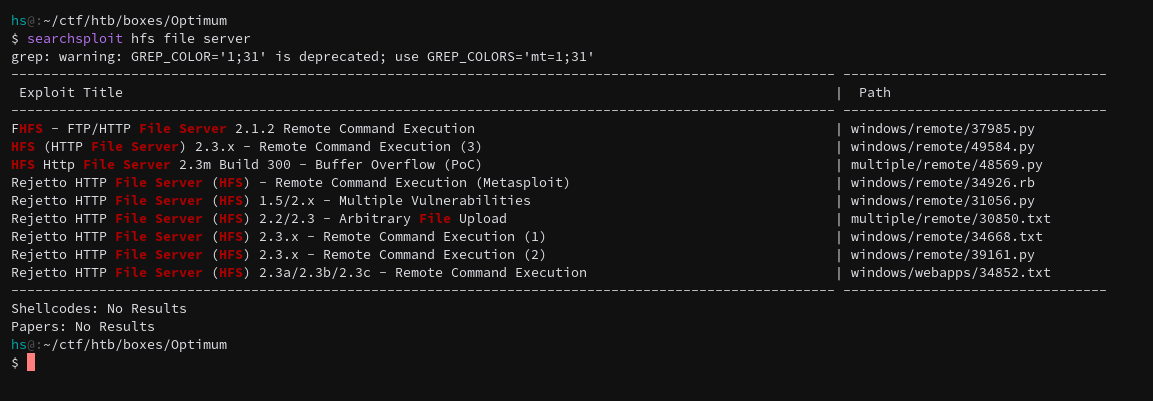 hs@:~/ctf/htb/boxes/Optimum
$ searchsploit hfs file server
grep: warning: GREP_COLOR='1;31' is deprecated; use GREP_COLORS='mt=1;31'
------------------------------------------------------------------------------------------------------- ---------------------------------
 Exploit Title | Path
------------------------------------------------------------------------------------------------------- ---------------------------------
FHFS - FTP/HTTP File Server 2.1.2 Remote Command Execution | windows/remote/37985.py
HFS (HTTP File Server) 2.3.x - Remote Command Execution (3) | windows/remote/49584.py
HFS Http File Server 2.3m Build 300 - Buffer Overflow (PoC) | multiple/remote/48569.py
Rejetto HTTP File Server (HFS) - Remote Command Execution (Metasploit) | windows/remote/34926.rb
Rejetto HTTP File Server (HFS) 1.5/2.x - Multiple Vulnerabilities | windows/remote/31056.py
Rejetto HTTP File Server (HFS) 2.2/2.3 - Arbitrary File Upload | multiple/remote/30850.txt
Rejetto HTTP File Server (HFS) 2.3.x - Remote Command Execution (1) | windows/remote/34668.txt
Rejetto HTTP File Server (HFS) 2.3.x - Remote Command Execution (2) | windows/remote/39161.py
Rejetto HTTP File Server (HFS) 2.3a/2.3b/2.3c - Remote Command Execution | windows/webapps/34852.txt
------------------------------------------------------------------------------------------------------- ---------------------------------
Shellcodes: No Results
Papers: No Results
hs@:~/ctf/htb/boxes/Optimum
$